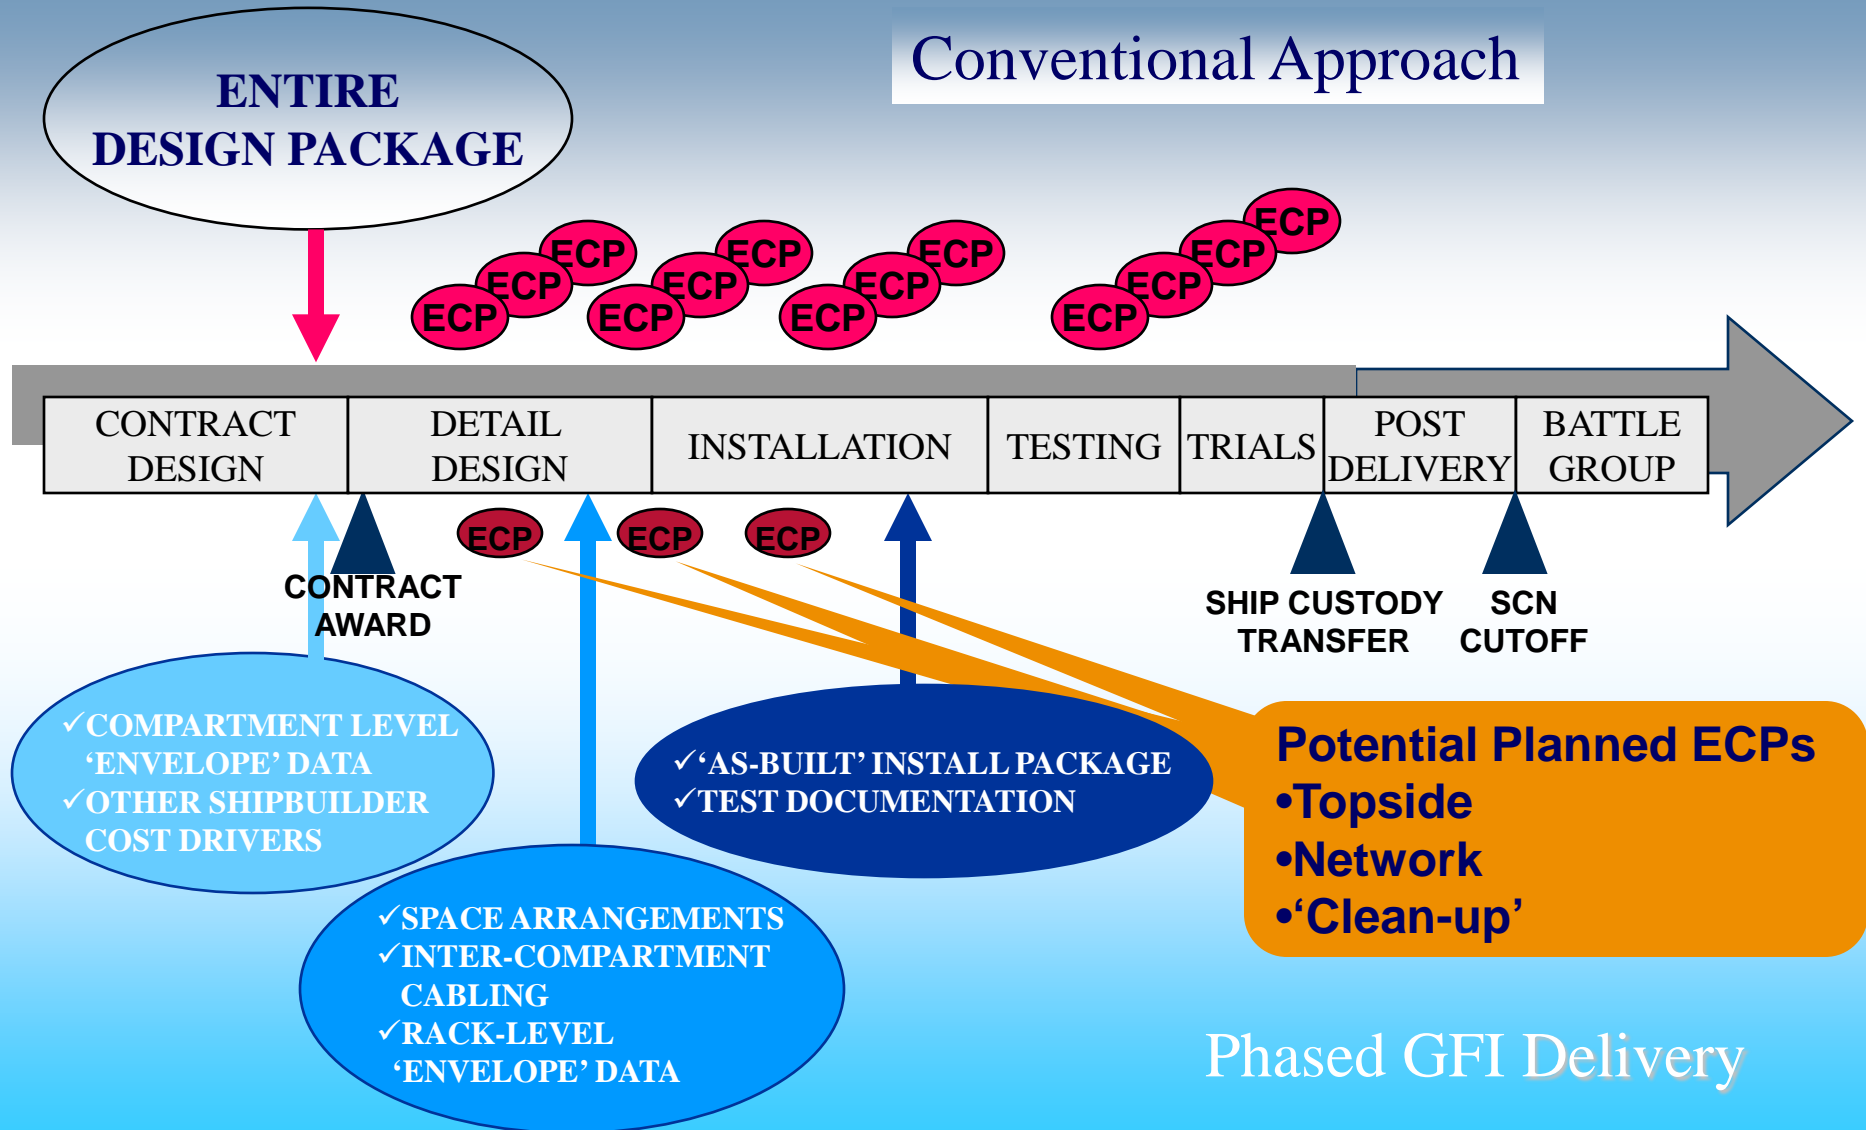 Conventional Approach
ENTIRE
DESIGN PACKAGE
ECP
ECP
ECP
ECP
ECP
ECP
ECP
ECP
ECP
ECP
ECP
ECP
ECP
CONTRACT
DESIGN
DETAIL
DESIGN
INSTALLATION
TESTING
TRIALS
POST
DELIVERY
BATTLE
GROUP
ECP
ECP
ECP
CONTRACT
AWARD
SHIP CUSTODY
TRANSFER
SCN
CUTOFF
✓COMPARTMENT LEVEL
‘ENVELOPE’ DATA
✓OTHER SHIPBUILDER
COST DRIVERS
✓‘AS-BUILT’ INSTALL PACKAGE
✓TEST DOCUMENTATION
Potential Planned ECPs
•Topside
•Network
•‘Clean-up’
✓SPACE ARRANGEMENTS
✓INTER-COMPARTMENT
CABLING
✓RACK-LEVEL
‘ENVELOPE’ DATA
Phased GFI Delivery